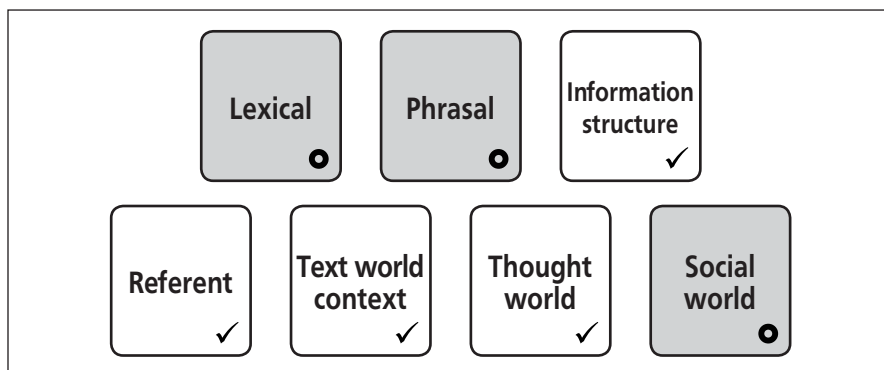 Lexical
Phrasal
Information
structure
✓
Referent
✓
Text world
context
✓
Thought
world
✓
Social
world